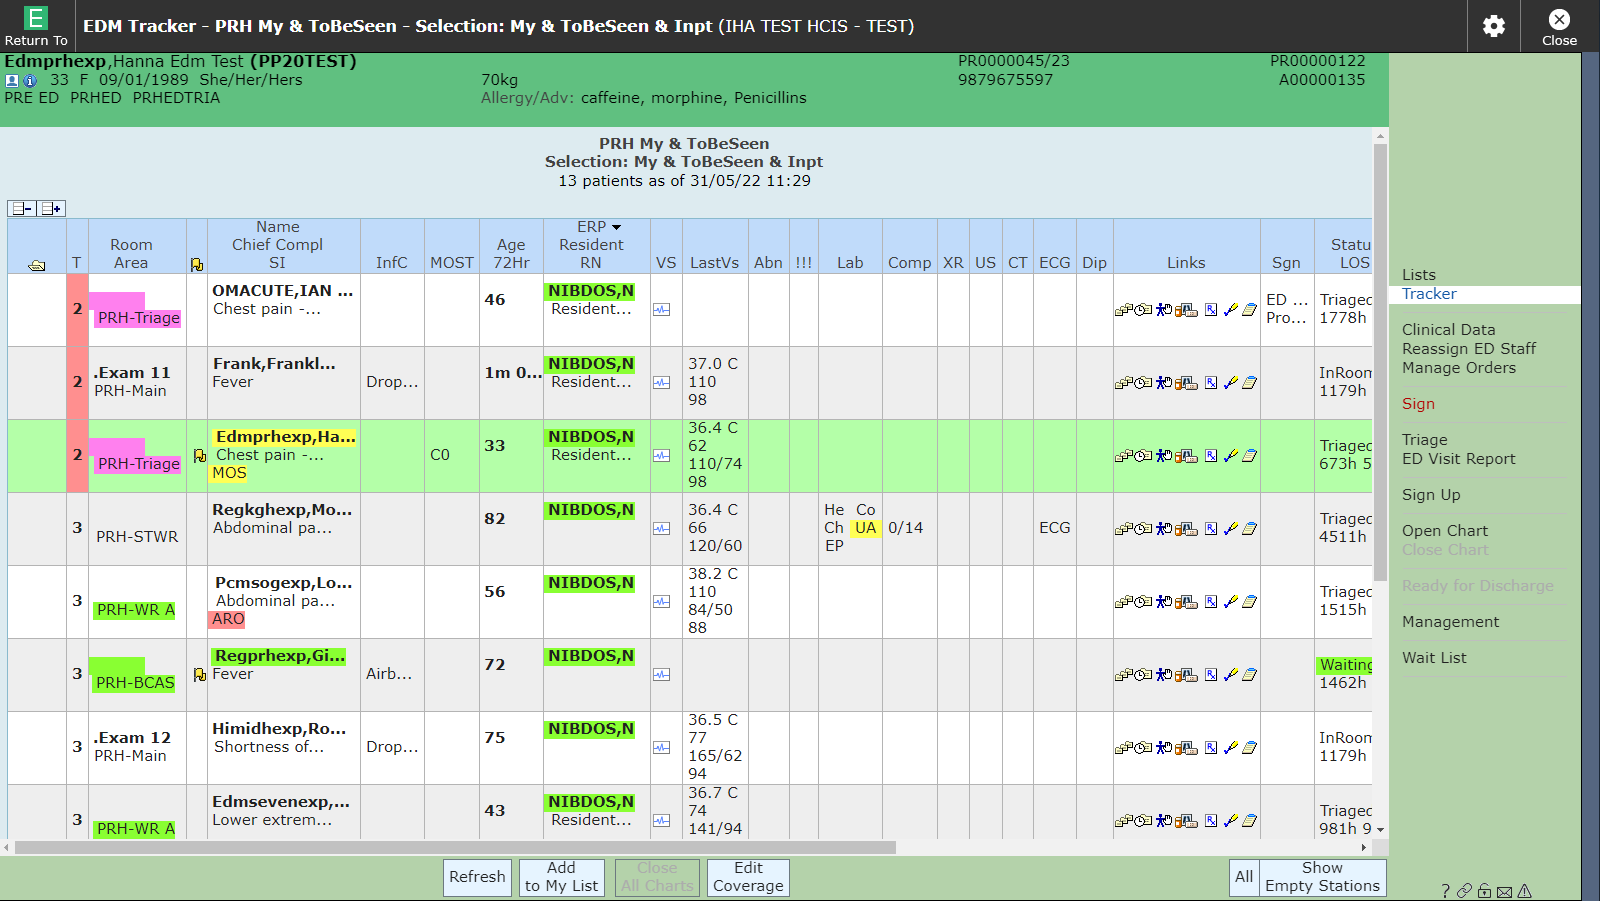 Return To
EDM Tracker - PRH My & ToBeSeen - Selection: My & ToBeSeen & Inpt (IHA TEST HCIS - TEST)
Close
Edmprhexp,Hanna Edm Test (PP20TEST)
PR0000045/23
PR00000122
33 F 09/01/1989 She/Her/Hers
70kg
9879675597
A00000135
PRE ED PRHED PRHEDTRIA
Allergy/Adv: caffeine, morphine, Penicillins
PRH My & ToBeSeen
Selection: My & ToBeSeen & Inpt
13 patients as of 31/05/22 11:29
T
Room
Area
Name
Chief Compl
SI
InfC
MOST
Age
72Hr
ERP
Resident
RN
VS
LastVs
Abn
!!!
Lab
Comp
XR
US
CT
ECG
Dip
Links
Sgn
Statu
LOS
2
PRH-Triage
OMACUTE,IAN ...
Chest pain -...
46
NIBDOS,N
Resident...
ED ...
Pro...
Triaged
1778h
2
.Exam 11
PRH-Main
Frank,Frankl...
Fever
Drop...
1m 0...
NIBDOS,N
Resident...
37.0 C
110
98
InRoom
1179h
2
PRH-Triage
Edmprhexp,Ha...
Chest pain -...
MOS
C0
33
NIBDOS,N
Resident...
36.4 C
62
110/74
98
Triaged
673h 5
3
PRH-STWR
Regkghexp,Mo...
Abdominal pa...
82
NIBDOS,N
36.4 C
66
120/60
He Co
Ch UA
EP
0/14
ECG
Triaged
4511h
3
PRH-WR A
Pcmsogexp,Lo...
Abdominal pa...
ARO
56
NIBDOS,N
38.2 C
110
84/50
88
Triaged
1515h
3
PRH-BCAS
Regprhexp,Gi...
Fever
Airb...
72
NIBDOS,N
Waiting
1462h
3
.Exam 12
PRH-Main
Himidhexp,Ro...
Shortness of...
Drop...
75
NIBDOS,N
36.5 C
77
165/62
94
InRoom
1179h
3
PRH-WR A
Edmsevenexp,...
Lower extrem...
43
NIBDOS,N
Resident...
36.7 C
74
141/94
Triaged
981h 9
Lists
Tracker
Clinical Data
Reassign ED Staff
Manage Orders
Sign
Triage
ED Visit Report
Sign Up
Open Chart
Close Chart
Ready for Discharge
Management
Wait List
Refresh
Add
to My List
Close
All Charts
Edit
Coverage
All
Show
Empty Stations